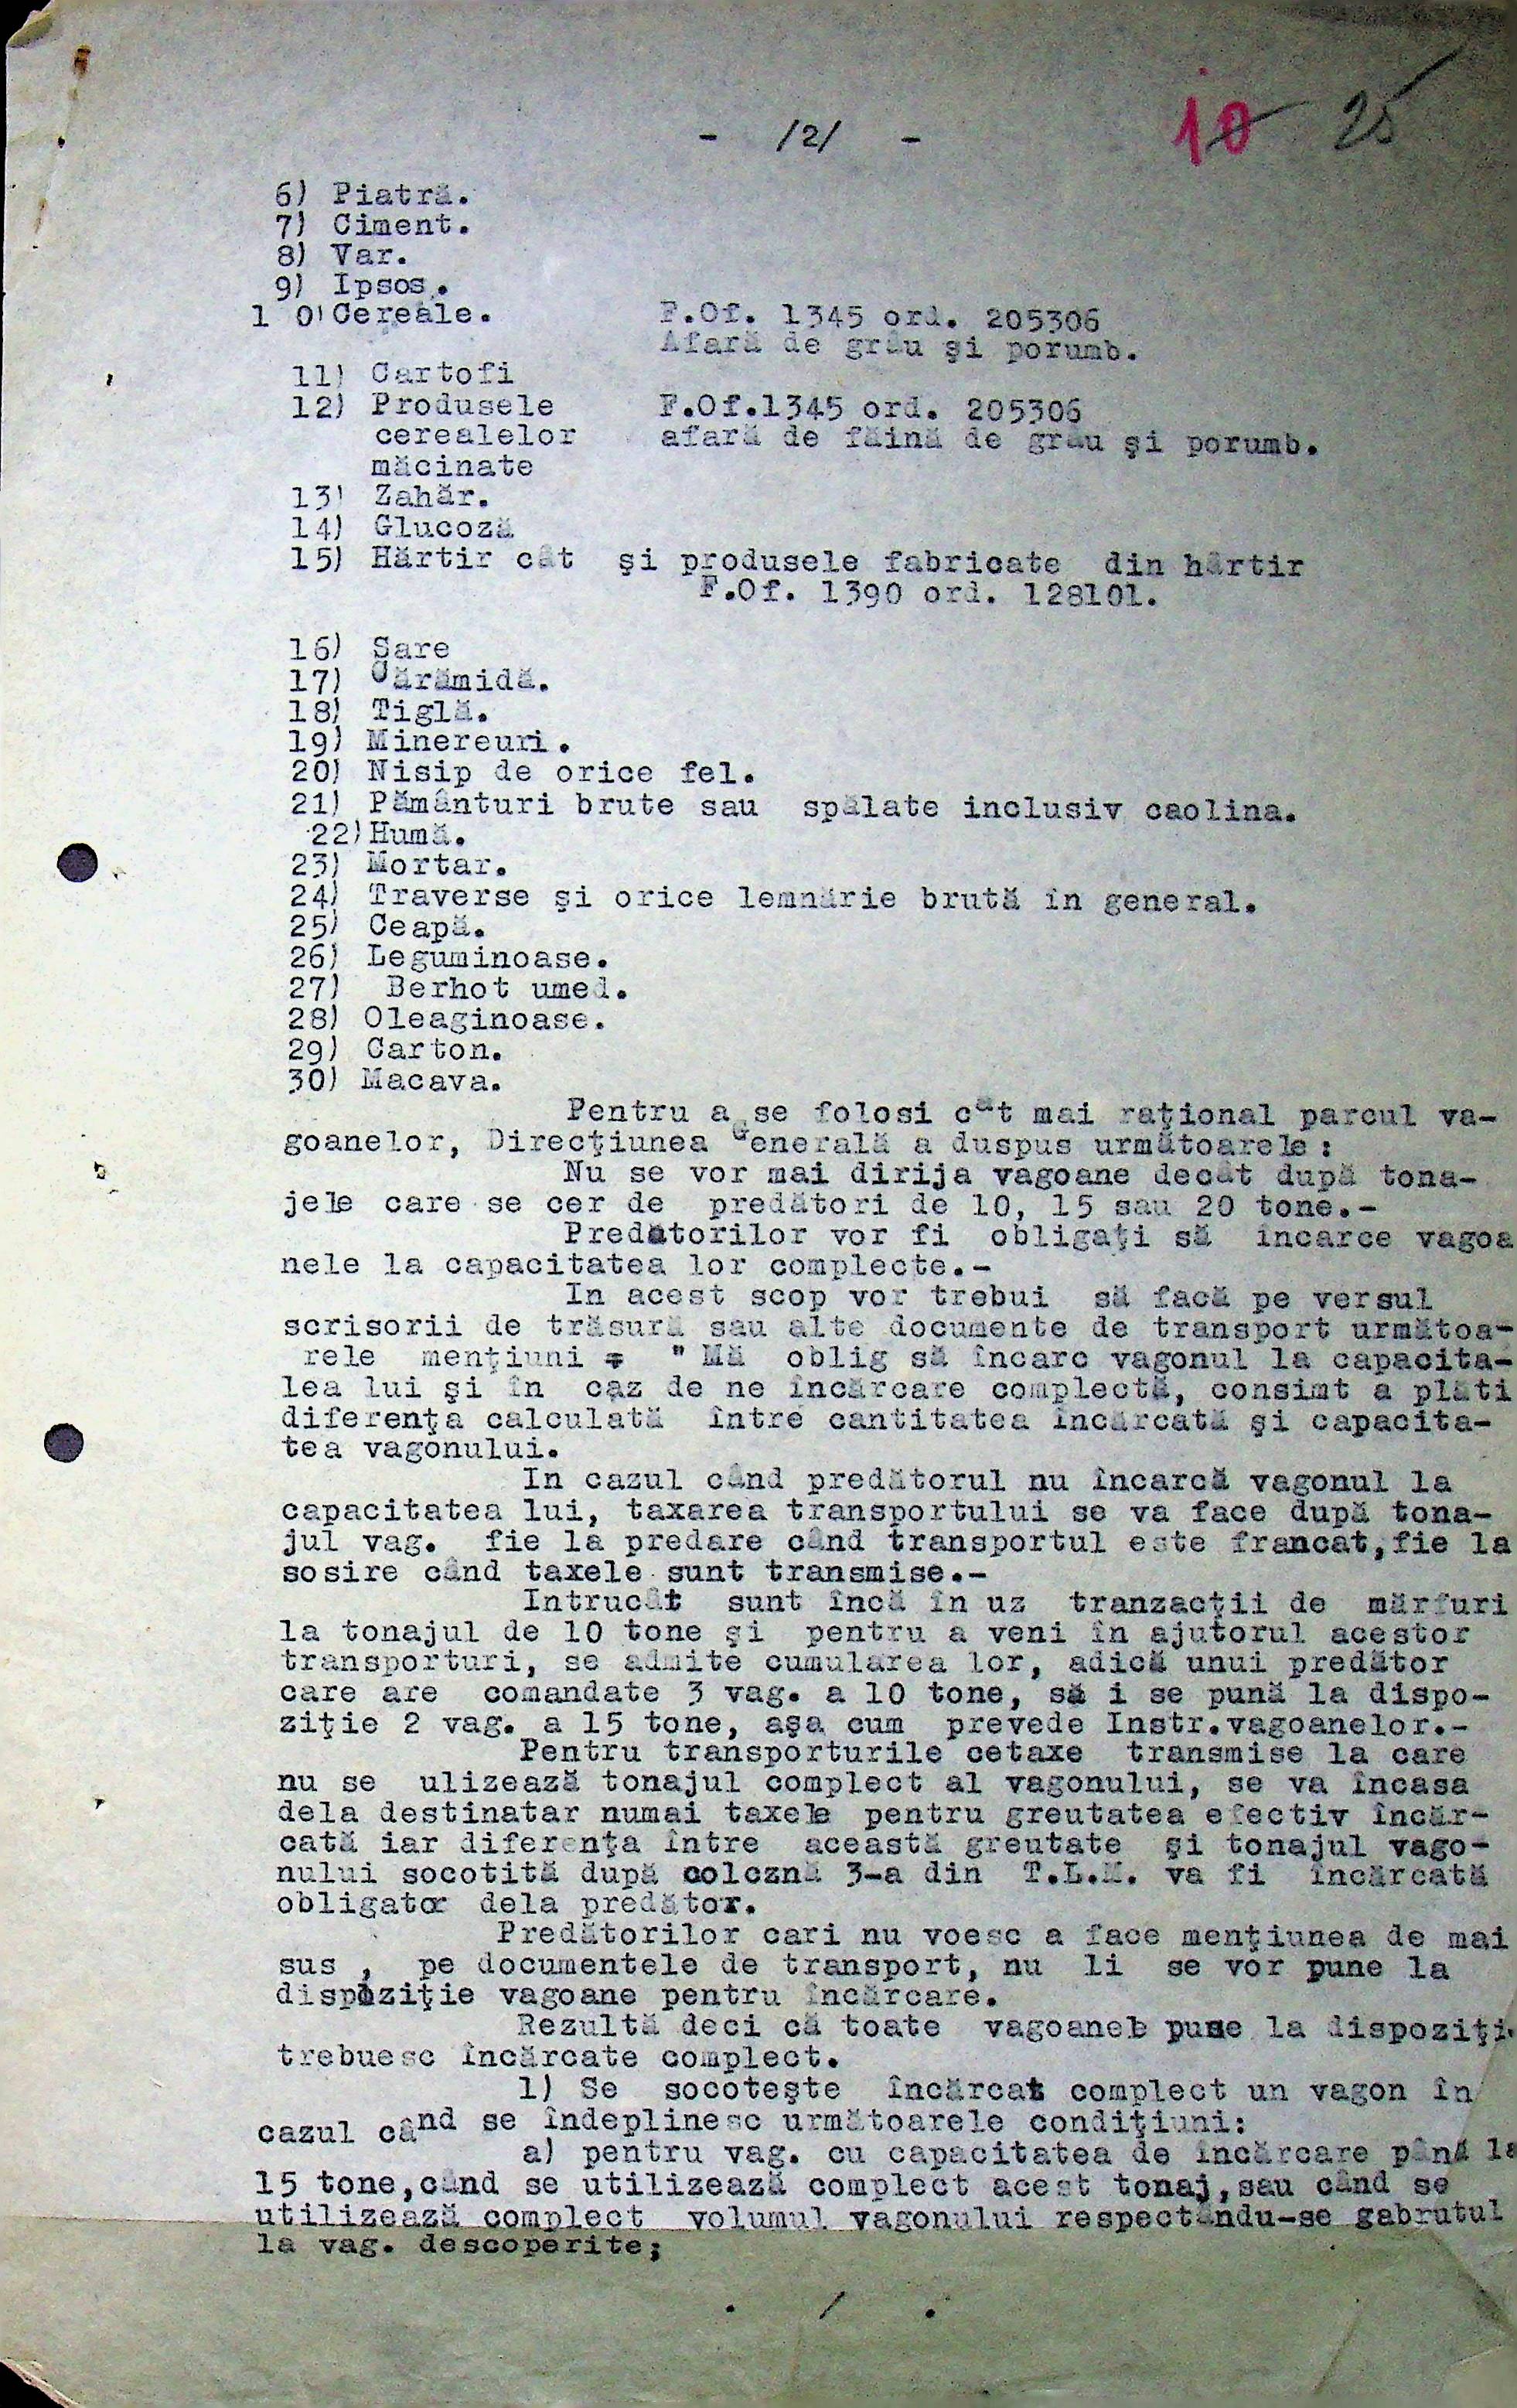 - /2/ -
10 25
6) Piatră.
7) Ciment.
8) Var.
9) Ipsos.
1 0) Cereale. F.Of. 1345 ord. 205306
Afară de grâu şi porumb.
11) Cartofi
12) Produsele F.Of.1345 ord. 205306
cerealelor afară de făină de grâu şi porumb.
măcinate
13) Zahăr.
14) Glucoză
15) Hărtir cât şi produsele fabricate din hârtir
F.Of. 1390 ord. 128101.
16) Sare
17) Cărămidă.
18) Tiglă.
19) Minereuri.
20) Nisip de orice fel.
21) Pământuri brute sau spălate inclusiv caolina.
22) Humă.
23) Mortar.
24) Traverse şi orice lemnărie brută în general.
25) Ceapă.
26) Leguminoase.
27) Berhot umed.
28) Oleaginoase.
29) Carton.
30) Macava.
Pentru a se folosi cât mai raţional parcul va-
goanelor, Direcţiunea Generală a duspus următoarele:
Nu se vor mai dirija vagoane decât după tona-
jele care se cer de predători de 10, 15 sau 20 tone.-
Predătorilor vor fi obligaţi să încarce vagoa
nele la capacitatea lor complecte.-
In acest scop vor trebui să facă pe versul
scrisorii de trăsură sau alte documente de transport următoa-
rele menţiuni : " Mă oblig să încarc vagonul la capacita-
lea lui şi în caz de ne încărcare complectă, consimt a plăti
diferenţa calculată între cantitatea încărcată şi capacita-
tea vagonului.
In cazul când predătorul nu încarcă vagonul la
capacitatea lui, taxarea transportului se va face după tona-
jul vag. fie la predare când transportul este francat,fie la
sosire când taxele sunt transmise.-
Intrucât sunt încă în uz tranzacţii de mărfuri
la tonajul de 10 tone şi pentru a veni în ajutorul acestor
transporturi, se admite cumularea lor, adică unui predător
care are comandate 3 vag. a 10 tone, să i se pună la dispo-
ziţie 2 vag. a 15 tone, aşa cum prevede Instr.vagoanelor.-
Pentru transporturile cetaxe transmise la care
nu se ulizează tonajul complect al vagonului, se va încasa
dela destinatar numai taxele pentru greutatea efectiv încăr-
cată iar diferenţa între această greutate şi tonajul vago-
nului socotită după colcznă 3-a din T.L.M. va fi încărcată
obligator dela predător.
Predătorilor cari nu voesc a face menţiunea de mai
sus , pe documentele de transport, nu li se vor pune la
dispoziţie vagoane pentru încărcare.
Rezultă deci că toate vagoanele puse la dispoziţi
trebuesc încărcate complect.
1) Se socoteşte încărcat complect un vagon în
cazul când se îndeplinesc următoarele condiţiuni:
a) pentru vag. cu capacitatea de încărcare până la
15 tone,când se utilizează complect acest tonaj,sau când se
utilizează complect volumul vagonului respectându-se gabrutul
la vag. descoperite;
. / .